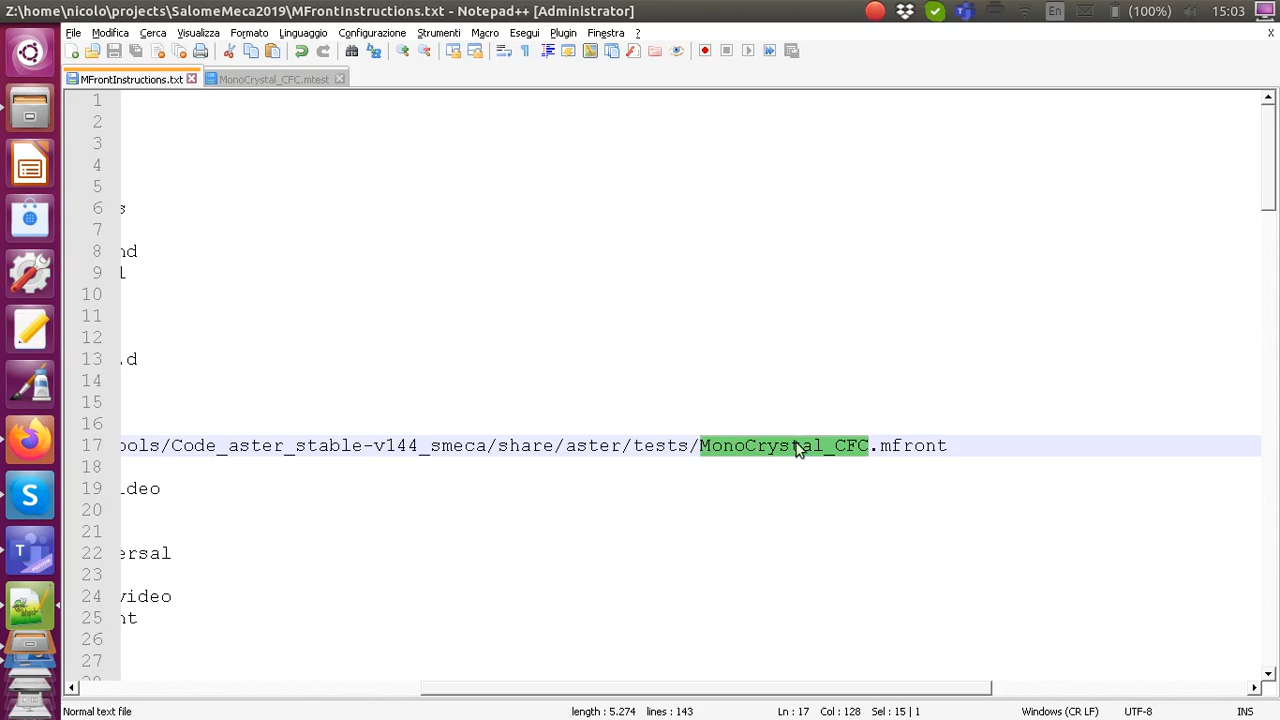 Z:\home\nicolo\projects\SalomeMeca2019\MFrontInstructions.txt - Notepad++ [Administrator]
En
(100%)
15:03
File Modifica Cerca Visualizza Formato Linguaggio Configurazione Strumenti Macro Esegui Plugin Finestra ? X
MFrontInstructions.txt MonoCrystal_CFC.mtest
1
2
3
4
5
6 s
7
8 nd
9 l
10
11
12
13 .d
14
15
16
17 ools/Code_aster_stable-v144_smeca/share/aster/tests/MonoCrystal_CFC.mfront
18
19 ideo
20
21
22 ersal
23
24 video
25 nt
26
27
28
Normal text file length : 5.274 lines : 143 Ln : 17 Col : 128 Sel : 15 | 1 Windows (CR LF) UTF-8 INS